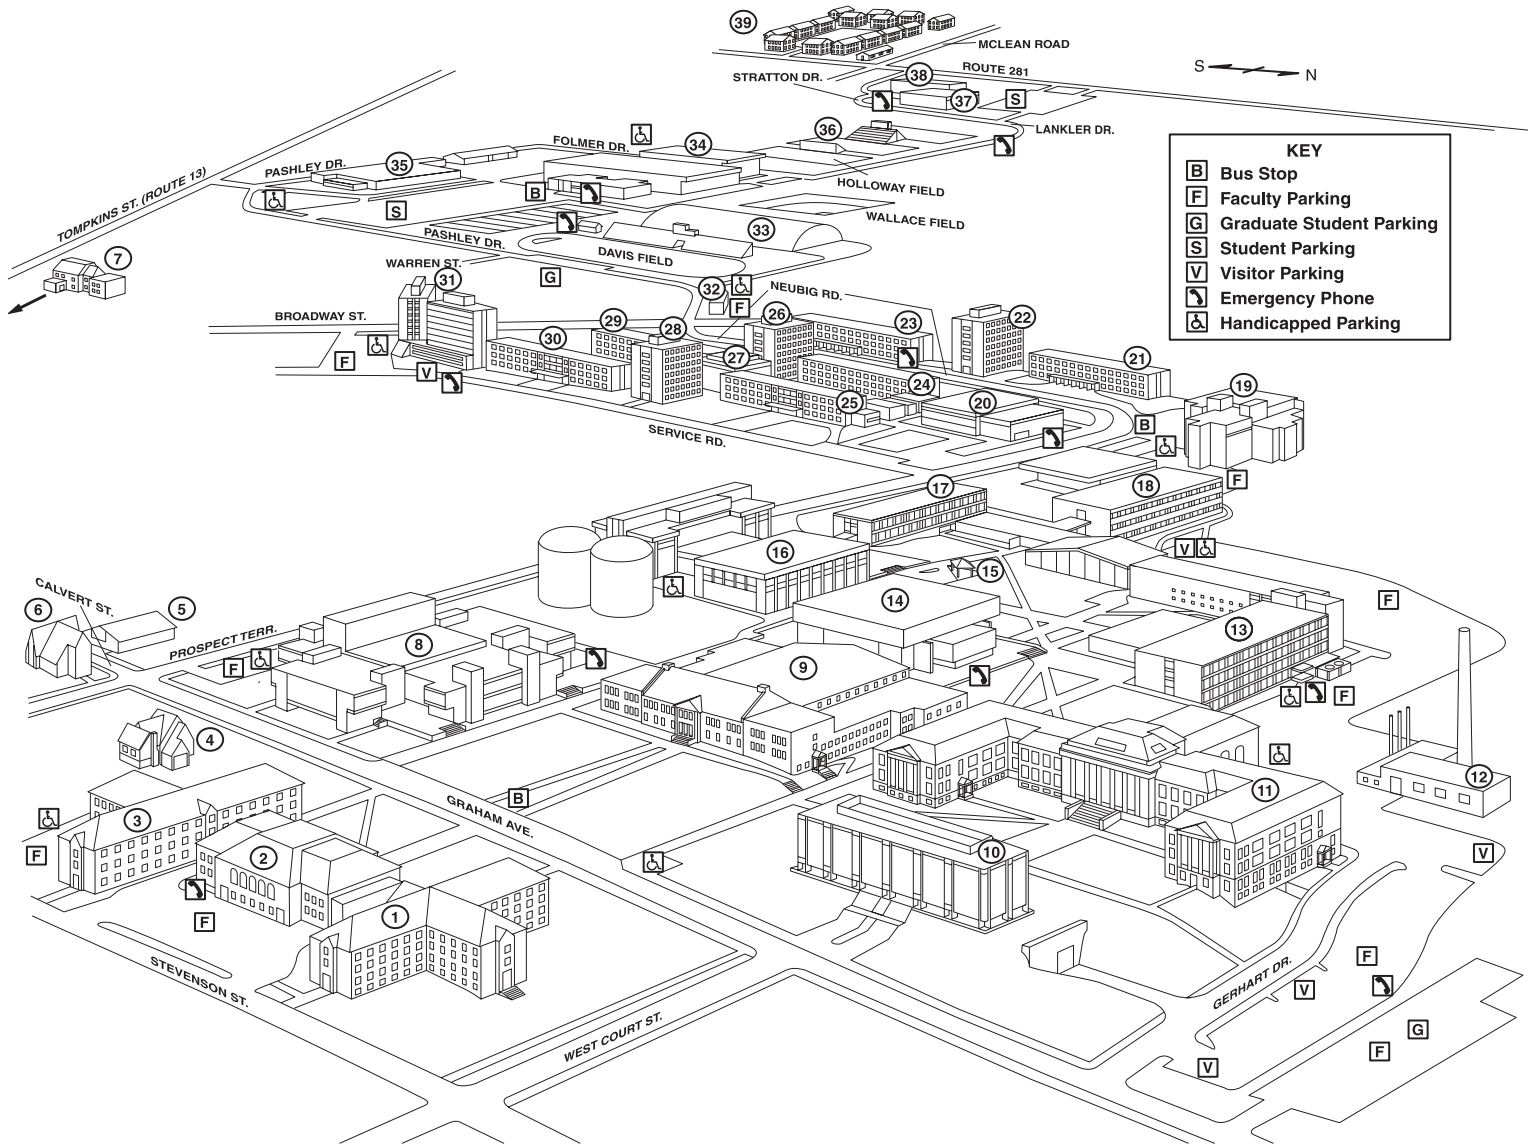 39
MCLEAN ROAD
STRATTON DR.
38
ROUTE 281
S N
37
S
36
LANKLER DR.
FOLMER DR.
34
35
PASHLEY DR.
B
HOLLOWAY FIELD
TOMPKINS ST. (ROUTE 13)
S
WALLACE FIELD
33
PASHLEY DR.
DAVIS FIELD
7
WARREN ST.
31
G
32
NEUBIG RD.
F
KEY
B Bus Stop
F Faculty Parking
G Graduate Student Parking
S Student Parking
V Visitor Parking
Emergency Phone
Handicapped Parking
BROADWAY ST.
29
28
26
23
22
30
27
21
F
V
24
19
25
20
B
SERVICE RD.
F
17
18
16
V
15
14
F
CALVERT ST.
6
5
13
PROSPECT TERR.
8
9
F
F
4
12
11
B
GRAHAM AVE.
3
10
V
F
2
F
1
F
STEVENSON ST.
GERHART DR.
V
WEST COURT ST.
G
F
V